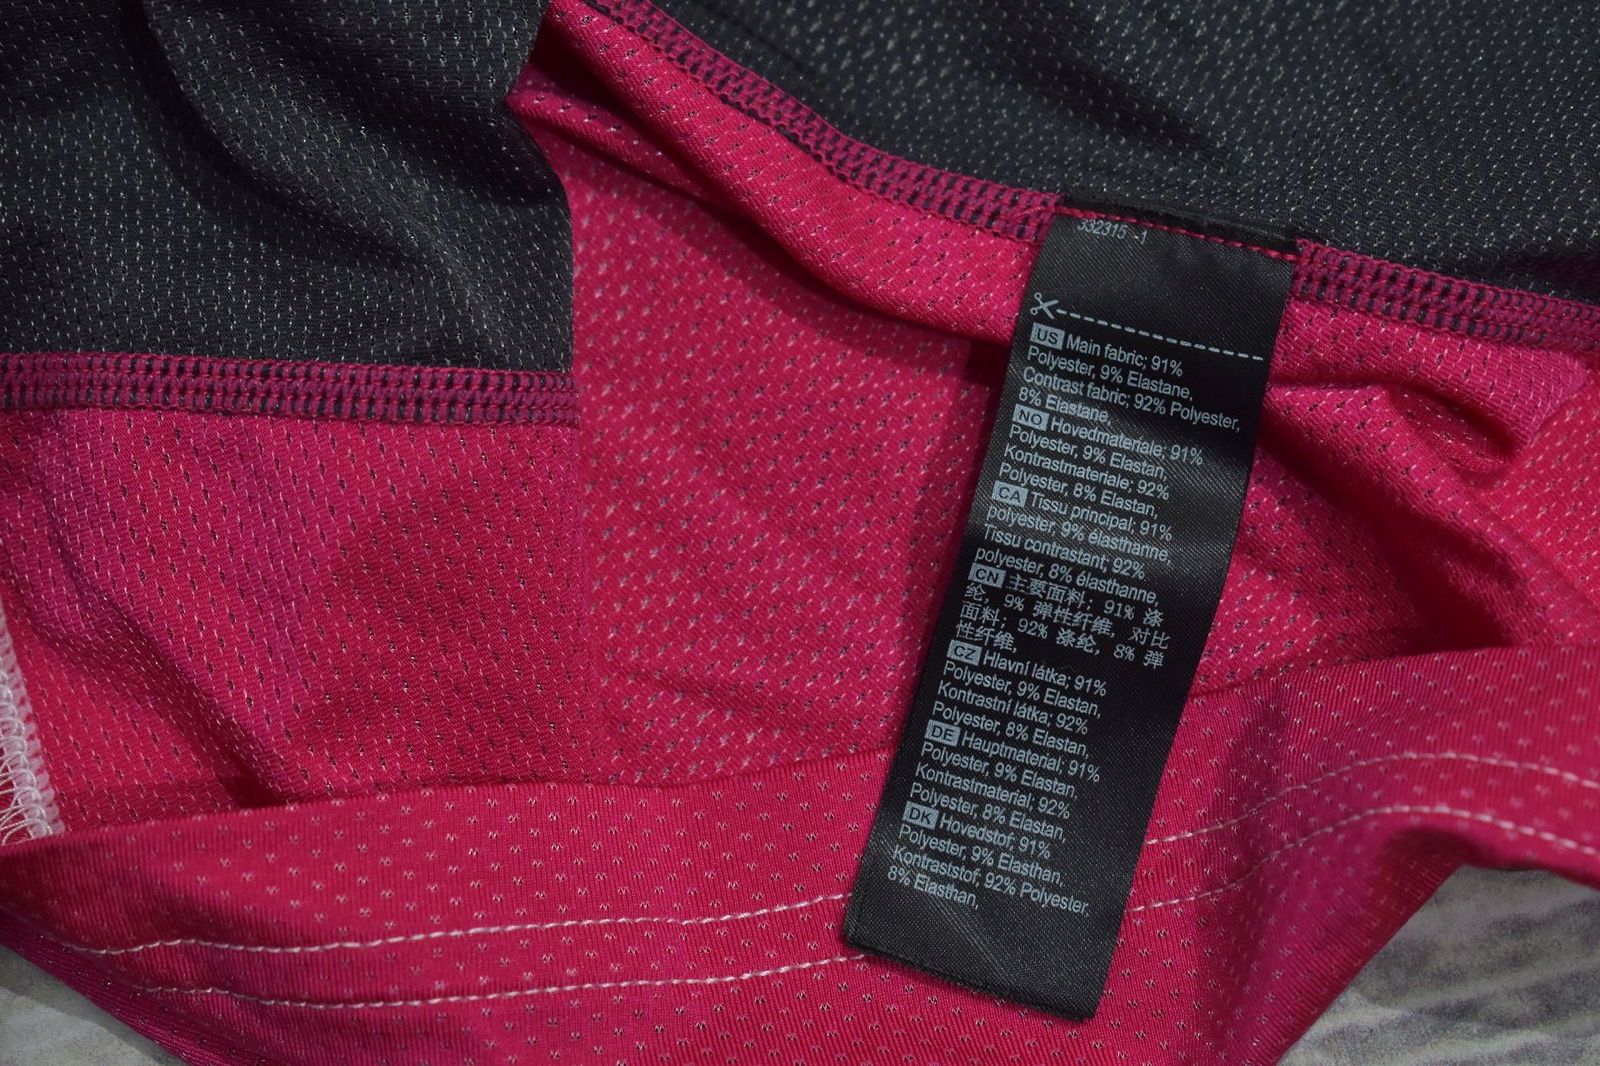 332315 -1
US Main fabric; 91%
Polyester, 9% Elastane,
Contrast fabric; 92% Polyester,
8% Elastane,
NO Hovedmateriale; 91%
Polyester, 9% Elastan,
Kontrastmateriale; 92%
Polyester, 8% Elastan,
CA Tissu principal; 91%
polyester, 9% élasthanne,
Tissu contrastant; 92%
polyester, 8% élasthanne,
CN 主要面料; 91% 涤
纶, 9% 弹性纤维, 对比
面料; 92% 涤纶, 8% 弹
性纤维,
CZ Hlavní látka; 91%
Polyester, 9% Elastan,
Kontrastní látka; 92%
Polyester, 8% Elastan,
DE Hauptmaterial; 91%
Polyester, 9% Elastan,
Kontrastmaterial; 92%
Polyester, 8% Elastan,
DK Hovedstof; 91%
Polyester, 9% Elasthan,
Kontraststof; 92% Polyester,
8% Elasthan,